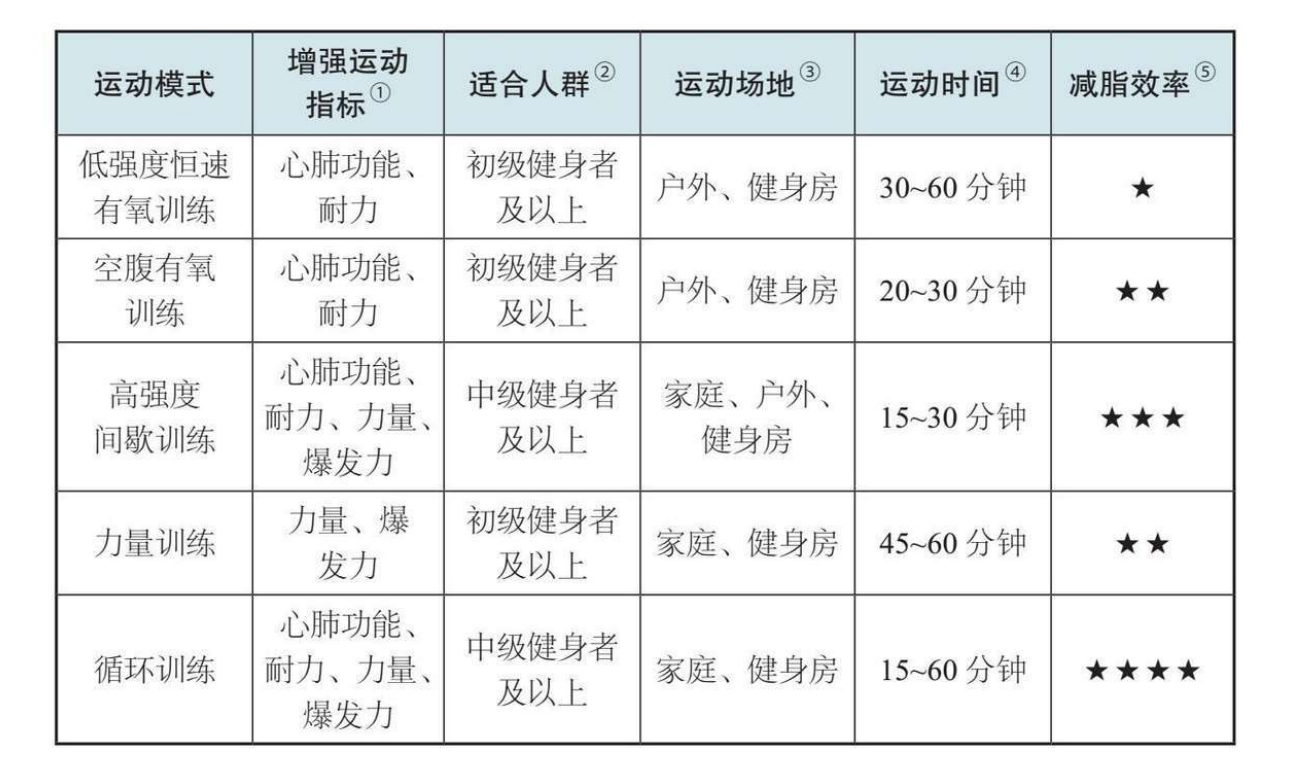 运动模式
增强运动
指标①
适合人群②
运动场地③
运动时间④
减脂效率⑤
低强度恒速
有氧训练
心肺功能、
耐力
初级健身者
及以上
户外、健身房
30~60 分钟
★
空腹有氧
训练
心肺功能、
耐力
初级健身者
及以上
户外、健身房
20~30 分钟
★★
高强度
间歇训练
心肺功能、
耐力、力量、
爆发力
中级健身者
及以上
家庭、户外、
健身房
15~30 分钟
★★★
力量训练
力量、爆
发力
初级健身者
及以上
家庭、健身房
45~60 分钟
★★
循环训练
心肺功能、
耐力、力量、
爆发力
中级健身者
及以上
家庭、健身房
15~60 分钟
★★★★